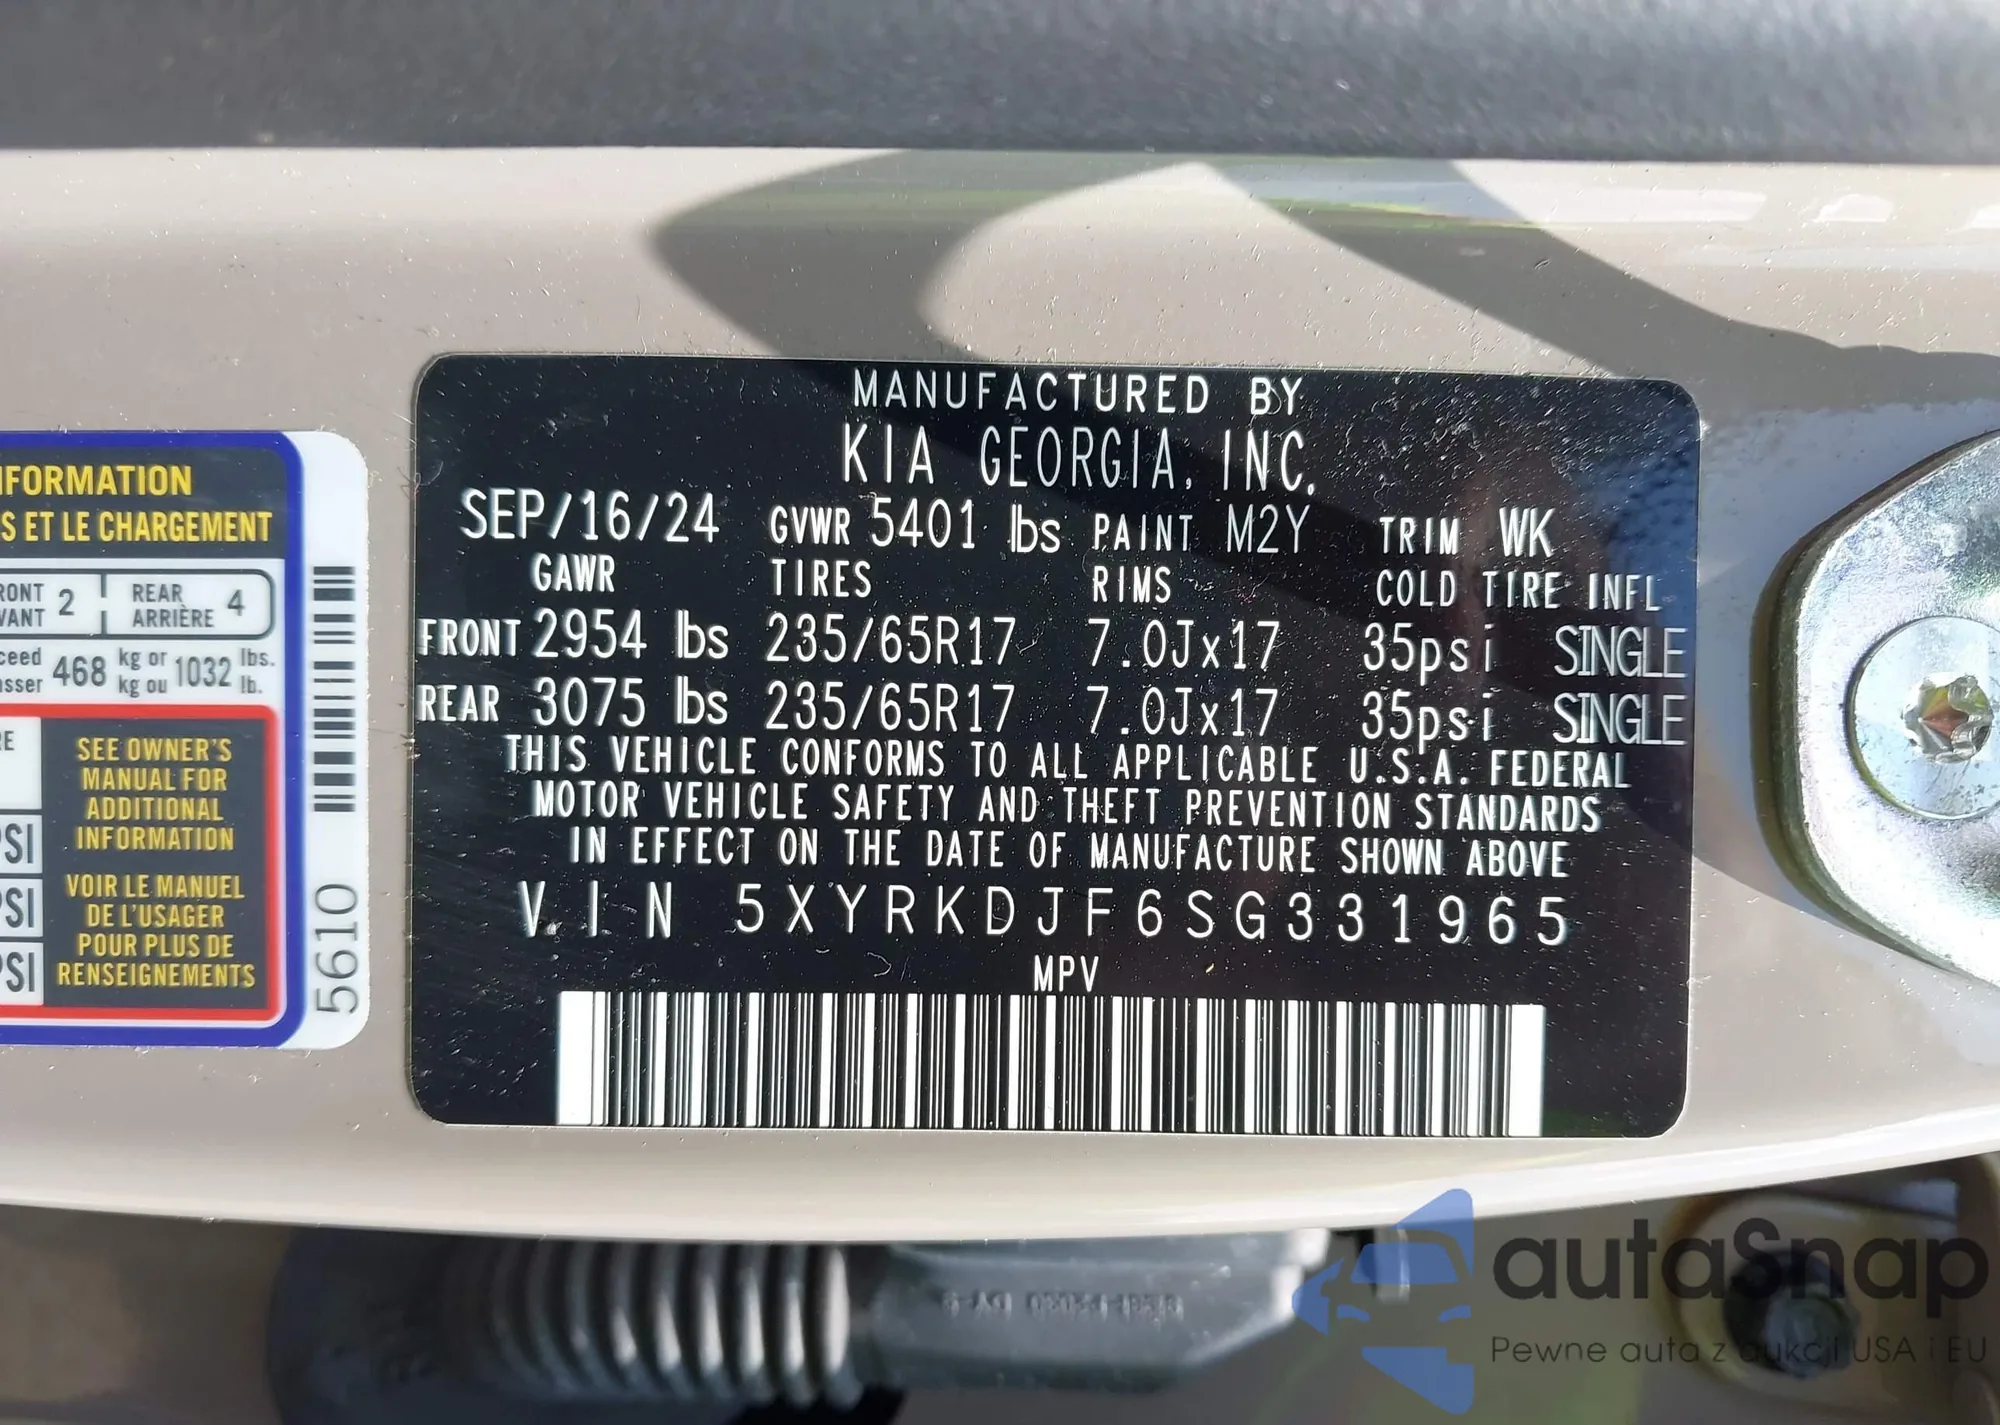 MANUFACTURED BY
KIA GEORGIA, INC.
SEP/16/24 GVWR 5401 lbs PAINT M2Y TRIM WK
GAWR TIRES RIMS COLD TIRE INFL
FRONT 2954 lbs 235/65R17 7.0Jx17 35psi SINGLE
REAR 3075 lbs 235/65R17 7.0Jx17 35psi SINGLE
THIS VEHICLE CONFORMS TO ALL APPLICABLE U.S.A. FEDERAL
MOTOR VEHICLE SAFETY AND THEFT PREVENTION STANDARDS
IN EFFECT ON THE DATE OF MANUFACTURE SHOWN ABOVE
V.I N 5XYRKDJF6SG331965
MPV
NFORMATION
S ET LE CHARGEMENT
RONT 2 REAR 4
VANT ARRIÈRE
ceed 468 kg or 1032 lbs.
asser kg ou lb.
RE
SEE OWNER'S
MANUAL FOR
ADDITIONAL
INFORMATION
PSI
VOIR LE MANUEL
DE L'USAGER
PSI
POUR PLUS DE
RENSEIGNEMENTS
PSI
5610
autaSnap
Pewne auta z aukcji USA i EU